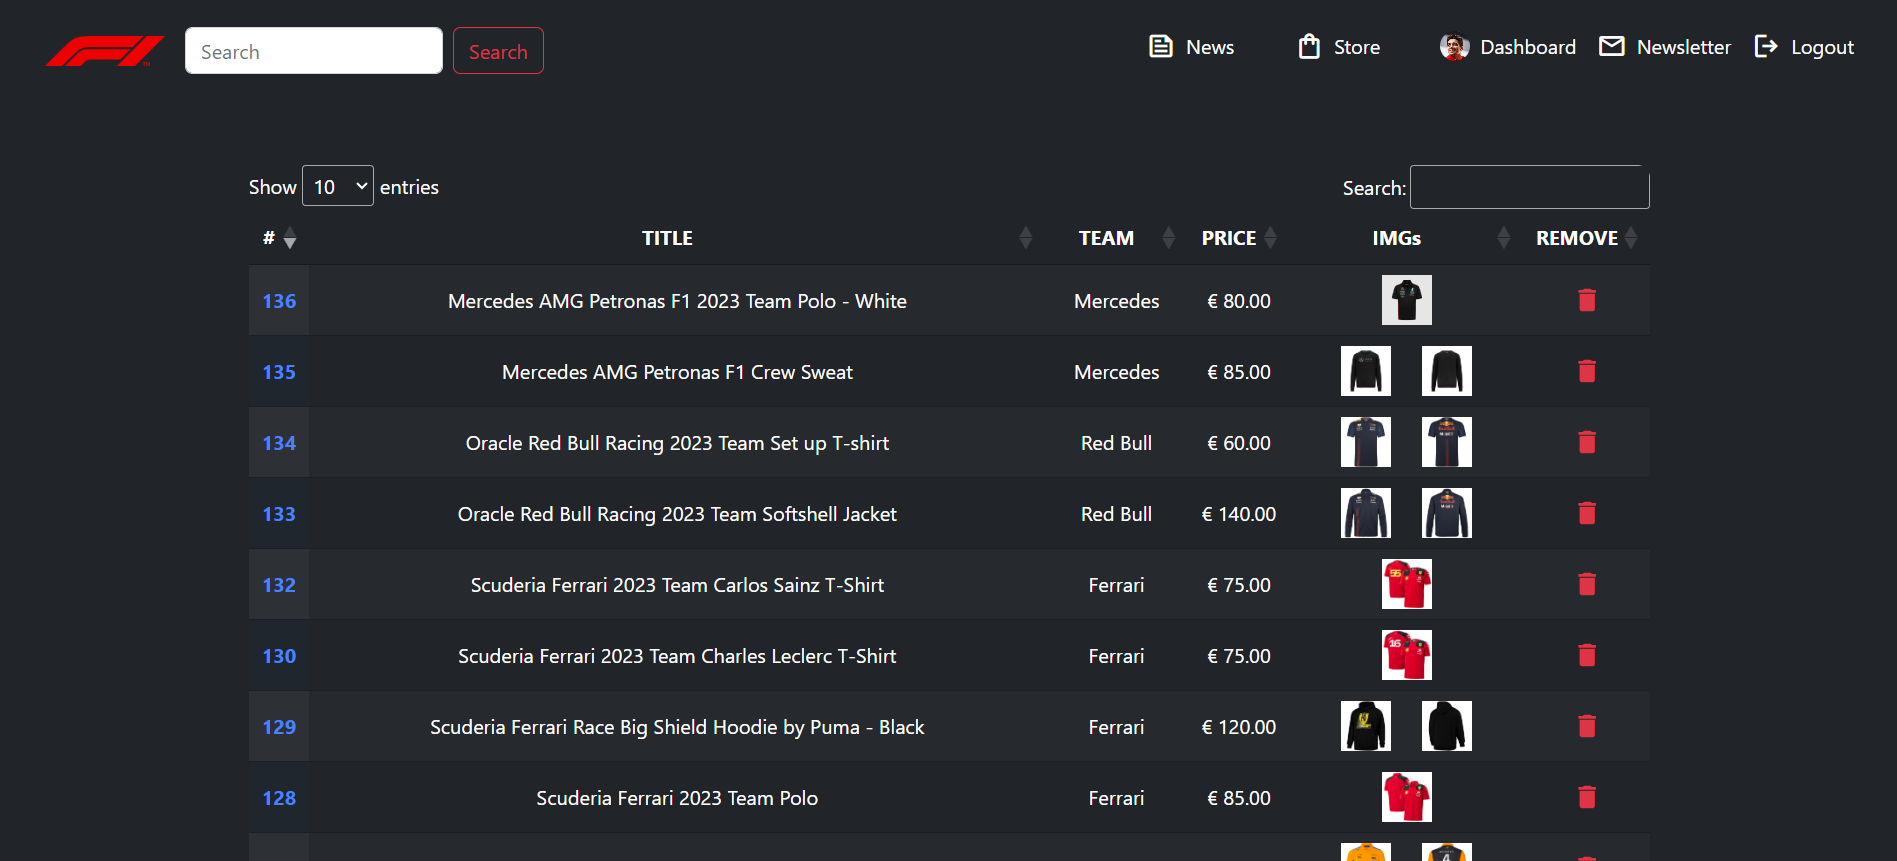 Search Search News Store Dashboard Newsletter Logout
Show 10 entries Search:
# TITLE TEAM PRICE IMGs REMOVE
136 Mercedes AMG Petronas F1 2023 Team Polo - White Mercedes € 80.00
135 Mercedes AMG Petronas F1 Crew Sweat Mercedes € 85.00
134 Oracle Red Bull Racing 2023 Team Set up T-shirt Red Bull € 60.00
133 Oracle Red Bull Racing 2023 Team Softshell Jacket Red Bull € 140.00
132 Scuderia Ferrari 2023 Team Carlos Sainz T-Shirt Ferrari € 75.00
130 Scuderia Ferrari 2023 Team Charles Leclerc T-Shirt Ferrari € 75.00
129 Scuderia Ferrari Race Big Shield Hoodie by Puma - Black Ferrari € 120.00
128 Scuderia Ferrari 2023 Team Polo Ferrari € 85.00